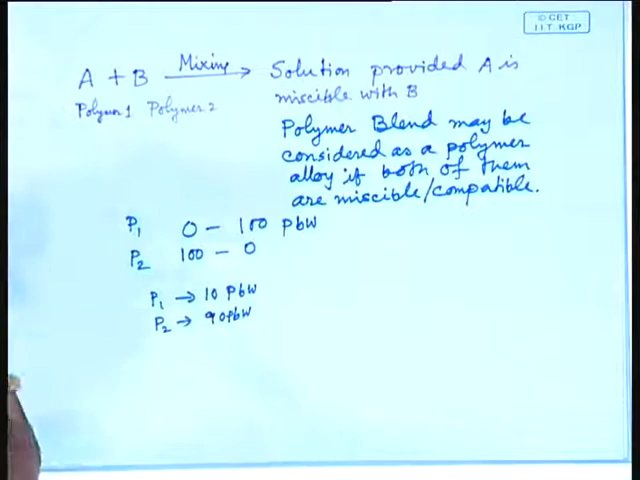 © CET
I.I.T. KGP
A + B Mixing → Solution provided A is
miscible with B
Polymer 1 Polymer 2
Polymer Blend may be
considered as a polymer
alloy if both of them
are miscible/compatible.
P1 0 - 100 PbW
P2 100 - 0
P1 → 10 PbW
P2 → 90 PbW